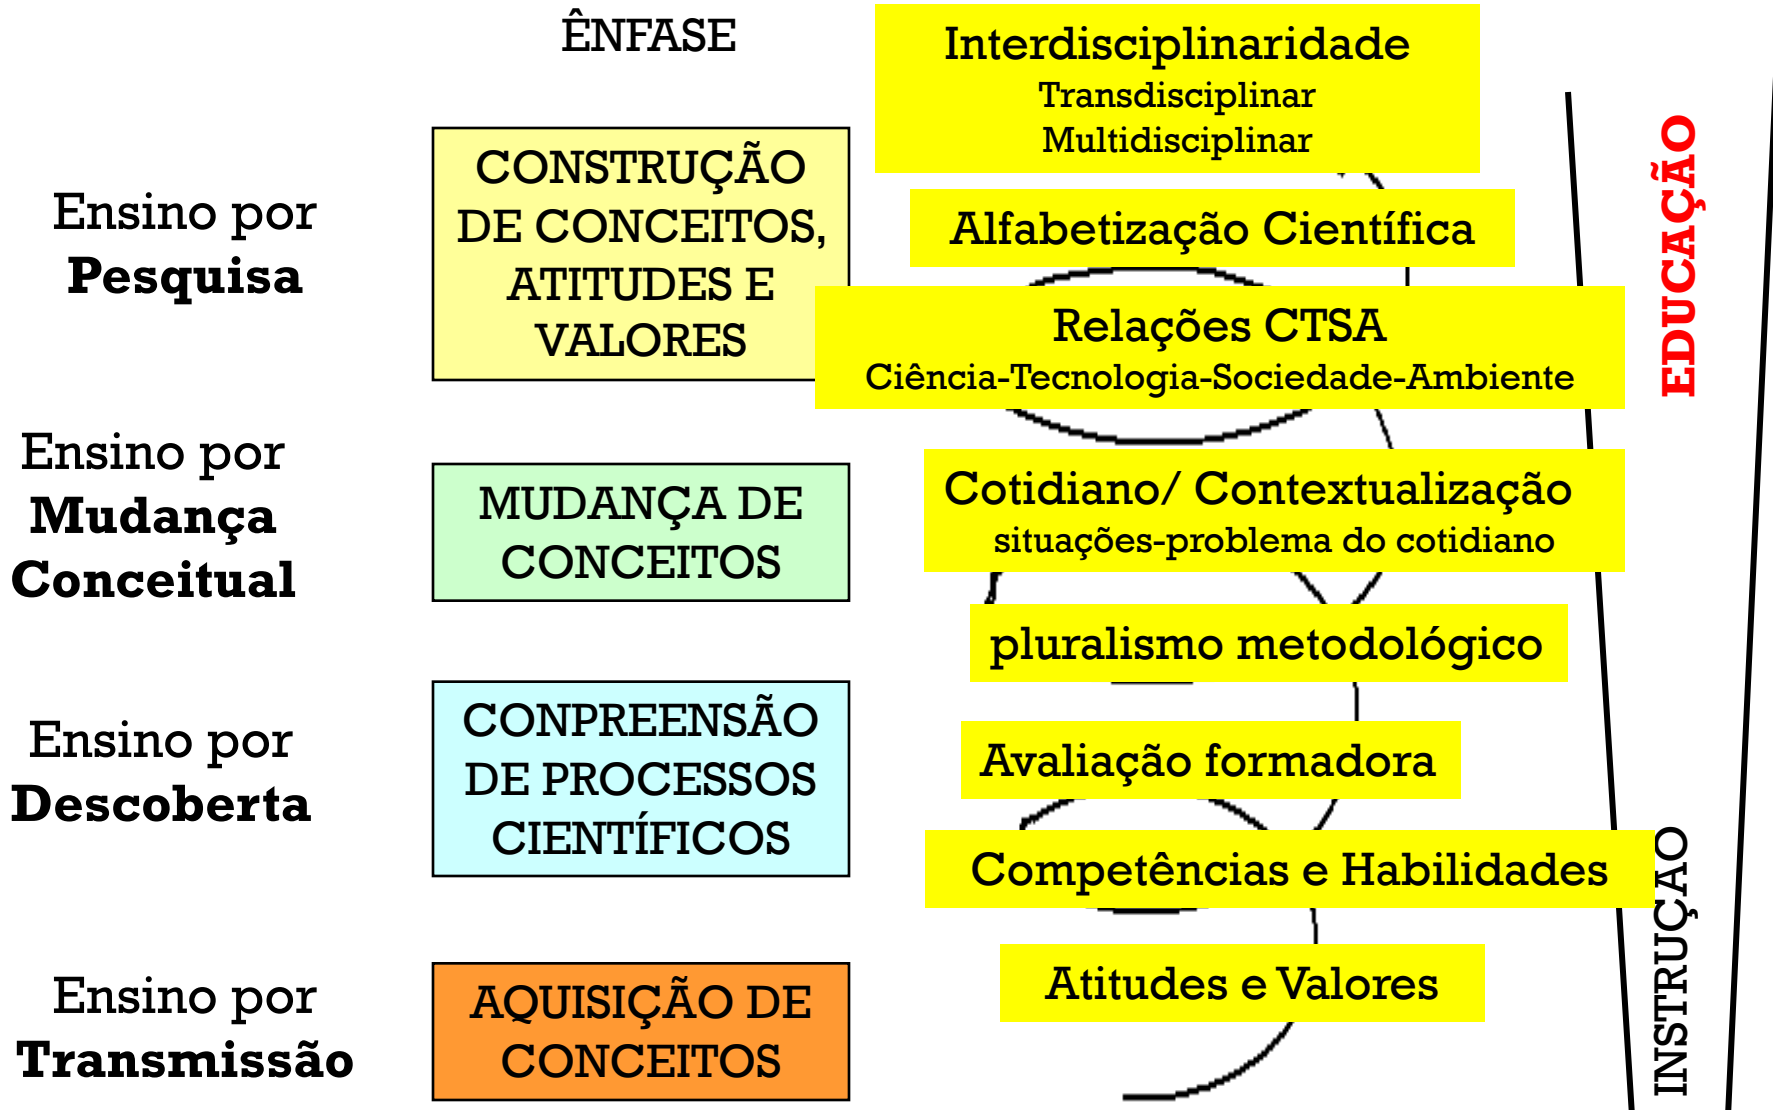 ÊNFASE
Ensino por
Pesquisa
CONSTRUÇÃO
DE CONCEITOS,
ATITUDES E
VALORES
Ensino por
Mudança
Conceitual
MUDANÇA DE
CONCEITOS
Ensino por
Descoberta
CONPREENSÃO
DE PROCESSOS
CIENTÍFICOS
Ensino por
Transmissão
AQUISIÇÃO DE
CONCEITOS
Interdisciplinaridade
Transdisciplinar
Multidisciplinar
Alfabetização Científica
Relações CTSA
Ciência-Tecnologia-Sociedade-Ambiente
Cotidiano/ Contextualização
situações-problema do cotidiano
pluralismo metodológico
Avaliação formadora
Competências e Habilidades
Atitudes e Valores
EDUCAÇÃO
INSTRUÇÃO